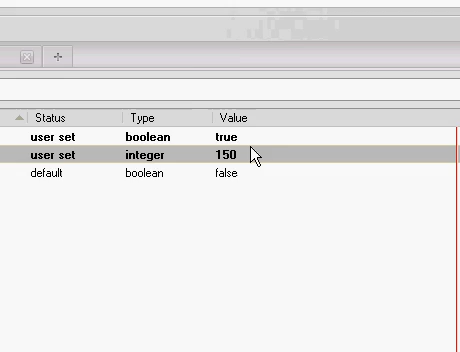 Status Type Value
user set boolean true
user set integer 150
default boolean false